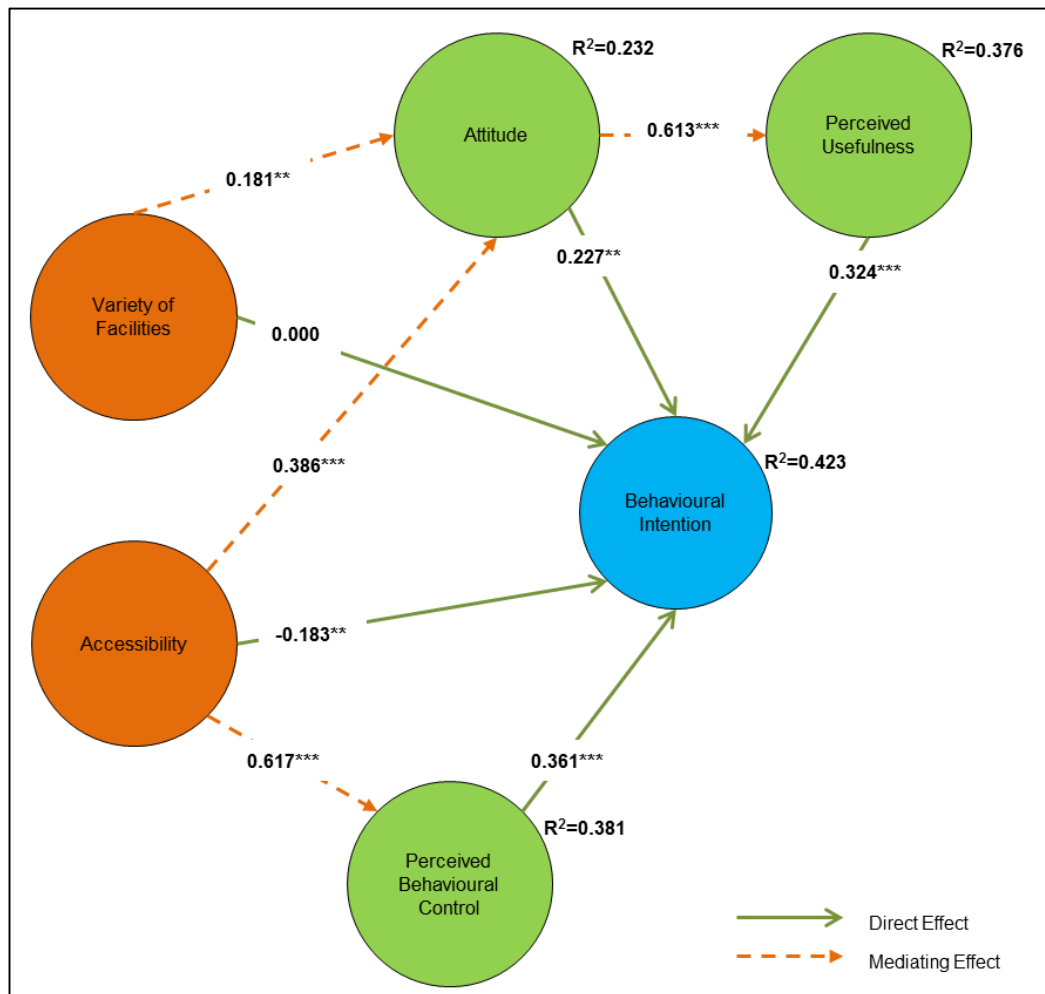 R²=0.232
R²=0.376
Attitude
0.613***
Perceived
Usefulness
0.181**
0.227**
0.324***
Variety of
Facilities
0.000
0.386***
R²=0.423
Behavioural
Intention
Accessibility
-0.183**
0.617***
0.361***
R²=0.381
Perceived
Behavioural
Control
Direct Effect
Mediating Effect